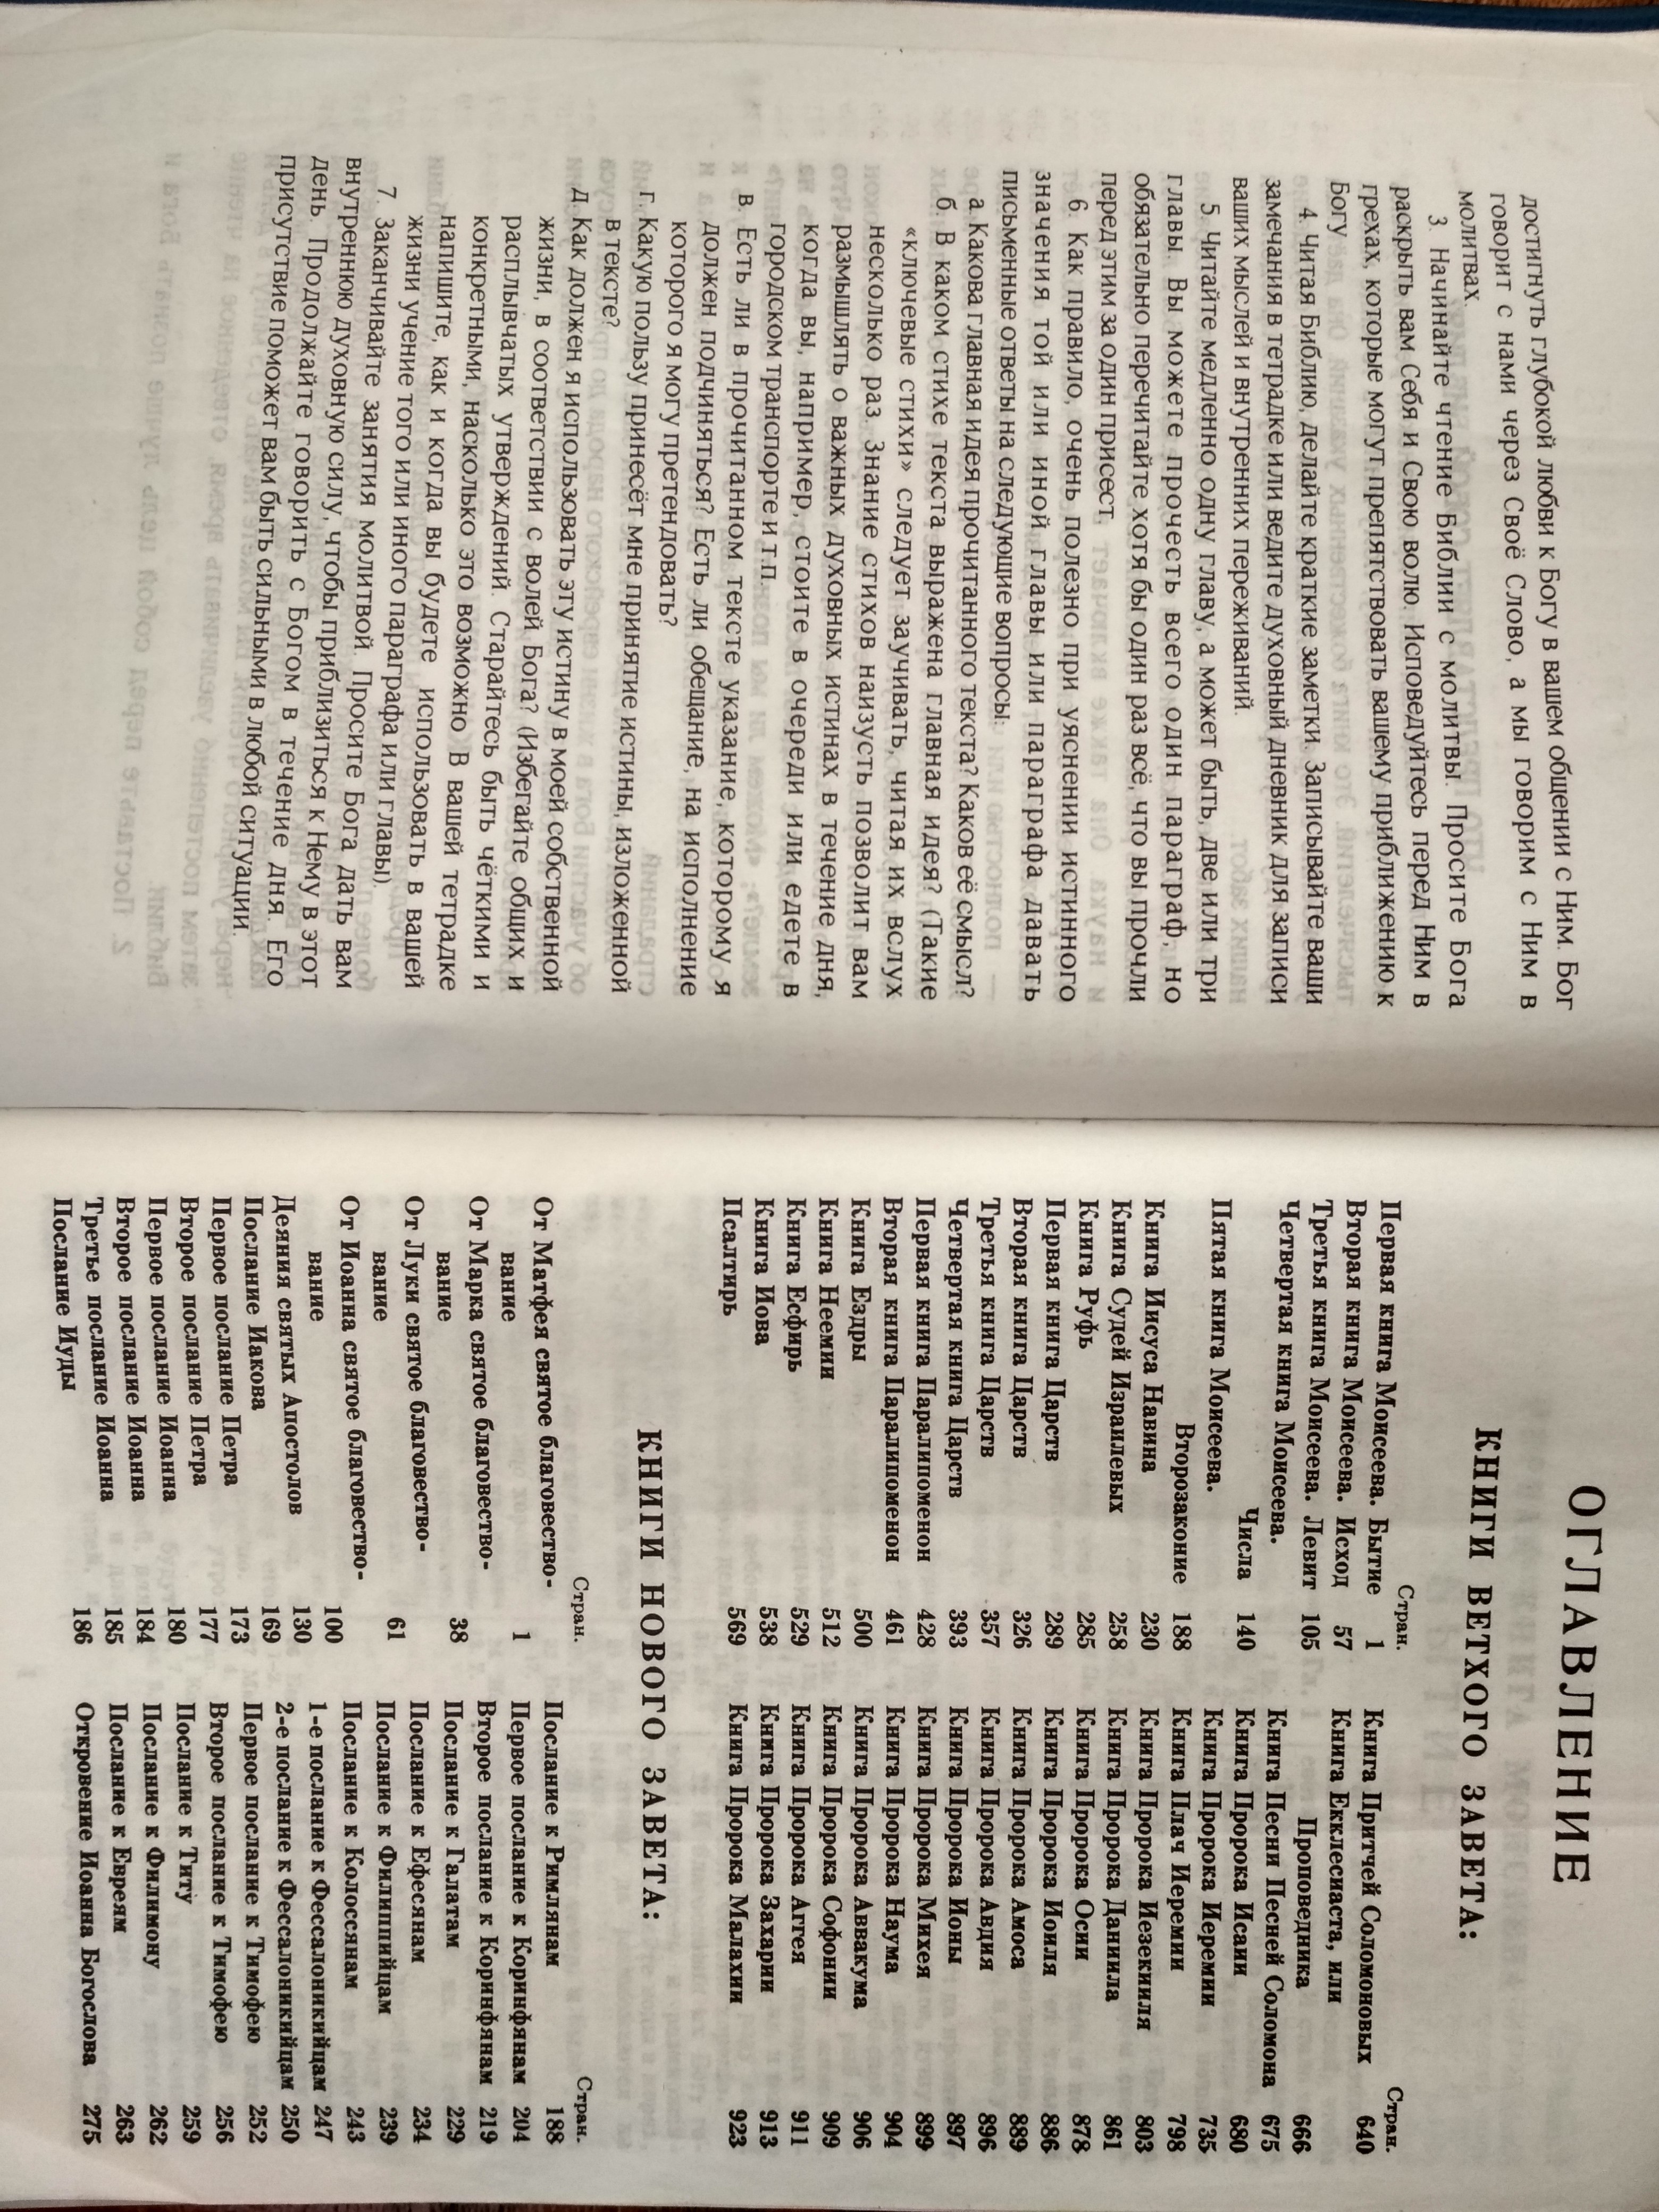 достигнуть глубокой любви к Богу в вашем общении с Ним. Бог
говорит с нами через Своё Слово, а мы говорим с Ним в
молитвах.
3. Начинайте чтение Библии с молитвы. Просите Бога
раскрыть вам Себя и Свою волю. Исповедуйтесь перед Ним в
грехах, которые могут препятствовать вашему приближению к
Богу
4. Читая Библию, делайте краткие заметки. Записывайте ваши
замечания в тетрадке или ведите духовный дневник для записи
ваших мыслей и внутренних переживаний.
5. Читайте медленно одну главу, а может быть, две или три
главы. Вы можете прочесть всего один параграф, но
обязательно перечитайте хотя бы один раз всё, что вы прочли
перед этим за один присест.
6. Как правило, очень полезно при уяснении истинного
значения той или иной главы или параграфа давать
письменные ответы на следующие вопросы:
а. Какова главная идея прочитанного текста? Каков её смысл?
б. В каком стихе текста выражена главная идея? (Такие
«ключевые стихи» следует заучивать, читая их вслух
несколько раз. Знание стихов наизусть позволит вам
размышлять о важных духовных истинах в течение дня,
когда вы, например, стоите в очереди или едете в
городском транспорте и т.п.
в. Есть ли в прочитанном тексте указание, которому я
должен подчиняться? Есть ли обещание, на исполнение
которого я могу претендовать?
г. Какую пользу принесёт мне принятие истины, изложенной
в тексте?
д. Как должен я использовать эту истину в моей собственной
жизни, в соответствии с волей Бога? (Избегайте общих и
расплывчатых утверждений. Старайтесь быть чёткими и
конкретными, насколько это возможно. В вашей тетрадке
напишите, как и когда вы будете использовать в вашей
жизни учение того или иного параграфа или главы).
7. Заканчивайте занятия молитвой. Просите Бога дать вам
внутреннюю духовную силу, чтобы приблизиться к Нему в этот
день. Продолжайте говорить с Богом в течение дня. Его
присутствие поможет вам быть сильными в любой ситуации.
ОГЛАВЛЕНИЕ
КНИГИ ВЕТХОГО ЗАВЕТА:
Стран.
Первая книга Моисеева. Бытие 1
Вторая книга Моисеева. Исход 57
Третья книга Моисеева. Левит 105
Четвертая книга Моисеева.
Числа 140
Пятая книга Моисеева.
Второзаконие 188
Книга Иисуса Навина 230
Книга Судей Израилевых 258
Книга Руфь 285
Первая книга Царств 289
Вторая книга Царств 326
Третья книга Царств 357
Четвертая книга Царств 393
Первая книга Паралипоменон 428
Вторая книга Паралипоменон 461
Книга Ездры 500
Книга Неемии 512
Книга Есфирь 529
Книга Иова 538
Псалтирь 569
Стран.
Книга Притчей Соломоновых 640
Книга Екклесиаста, или
Проповедника 666
Книга Песни Песней Соломона 675
Книга Пророка Исаии 680
Книга Пророка Иеремии 735
Книга Плач Иеремии 798
Книга Пророка Иезекииля 803
Книга Пророка Даниила 861
Книга Пророка Осии 878
Книга Пророка Иоиля 886
Книга Пророка Амоса 889
Книга Пророка Авдия 896
Книга Пророка Ионы 897
Книга Пророка Михея 899
Книга Пророка Наума 904
Книга Пророка Аввакума 906
Книга Пророка Софонии 909
Книга Пророка Аггея 911
Книга Пророка Захарии 913
Книга Пророка Малахии 923
КНИГИ НОВОГО ЗАВЕТА:
Стран.
От Матфея святое благовество-
вание 1
От Марка святое благовество-
вание 38
От Луки святое благовество-
вание 61
От Иоанна святое благовество-
вание 100
Деяния святых Апостолов 130
Послание Иакова 169
Первое послание Петра 173
Второе послание Петра 177
Первое послание Иоанна 180
Второе послание Иоанна 184
Третье послание Иоанна 185
Послание Иуды 186
Стран.
Послание к Римлянам 188
Первое послание к Коринфянам 204
Второе послание к Коринфянам 219
Послание к Галатам 229
Послание к Ефесянам 234
Послание к Филиппийцам 239
Послание к Колоссянам 243
1-е послание к Фессалоникийцам 247
2-е послание к Фессалоникийцам 250
Первое послание к Тимофею 252
Второе послание к Тимофею 256
Послание к Титу 259
Послание к Филимону 262
Послание к Евреям 263
Откровение Иоанна Богослова 275